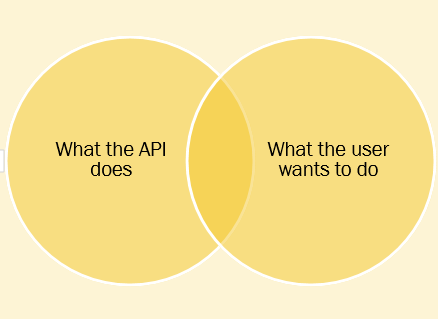 What the API
does
What the user
wants to do